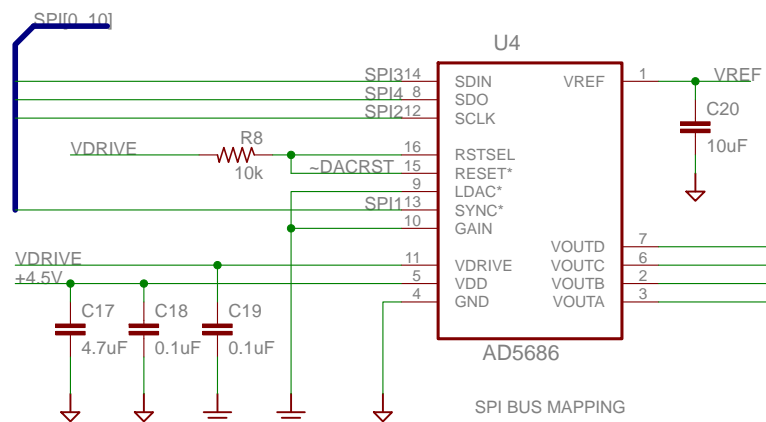 SPI[0..10]
U4
SPI3 14 SDIN VREF 1 VREF
SPI4 8 SDO
SPI2 12 SCLK
C20
10uF
R8
VDRIVE
10k
16 RSTSEL
~DACRST 15 RESET*
9 LDAC*
SPI1 13 SYNC*
10 GAIN
VOUTD 7
VDRIVE 11 VDRIVE VOUTC 6
+4.5V 5 VDD VOUTB 2
4 GND VOUTA 3
C17 C18 C19
4.7uF 0.1uF 0.1uF
AD5686
SPI BUS MAPPING